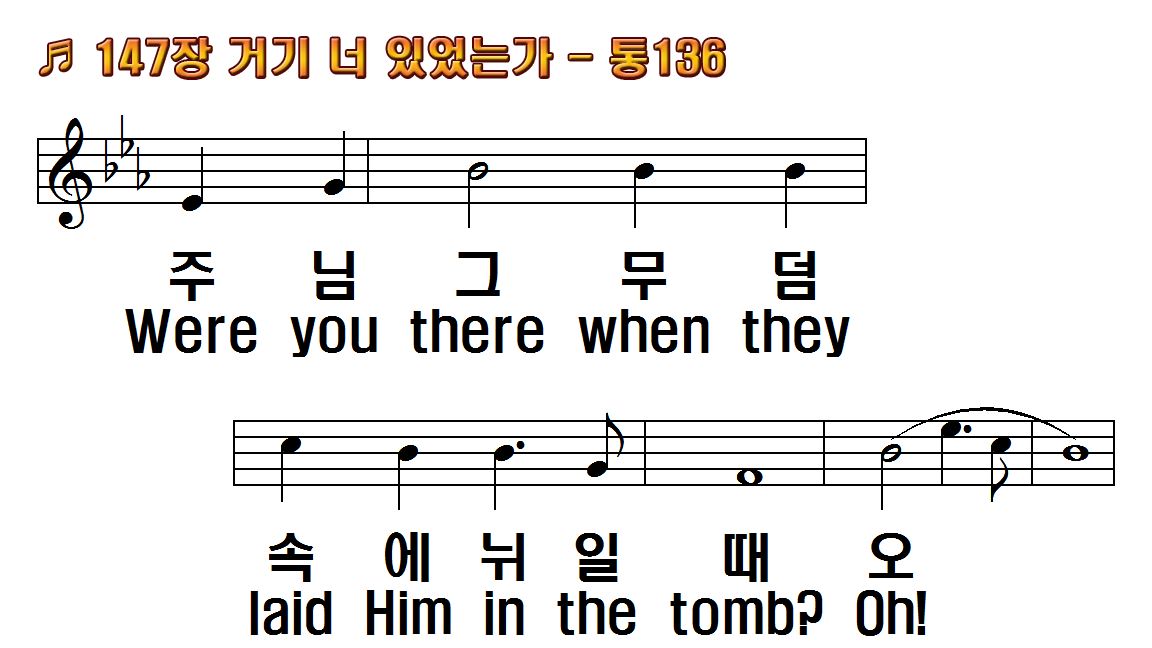 ♬ 147장 거기 너 있었는가 - 통136
주 님 그 무 덤
Were you there when they
속 에 뉘 일 때 오
laid Him in the tomb? Oh!